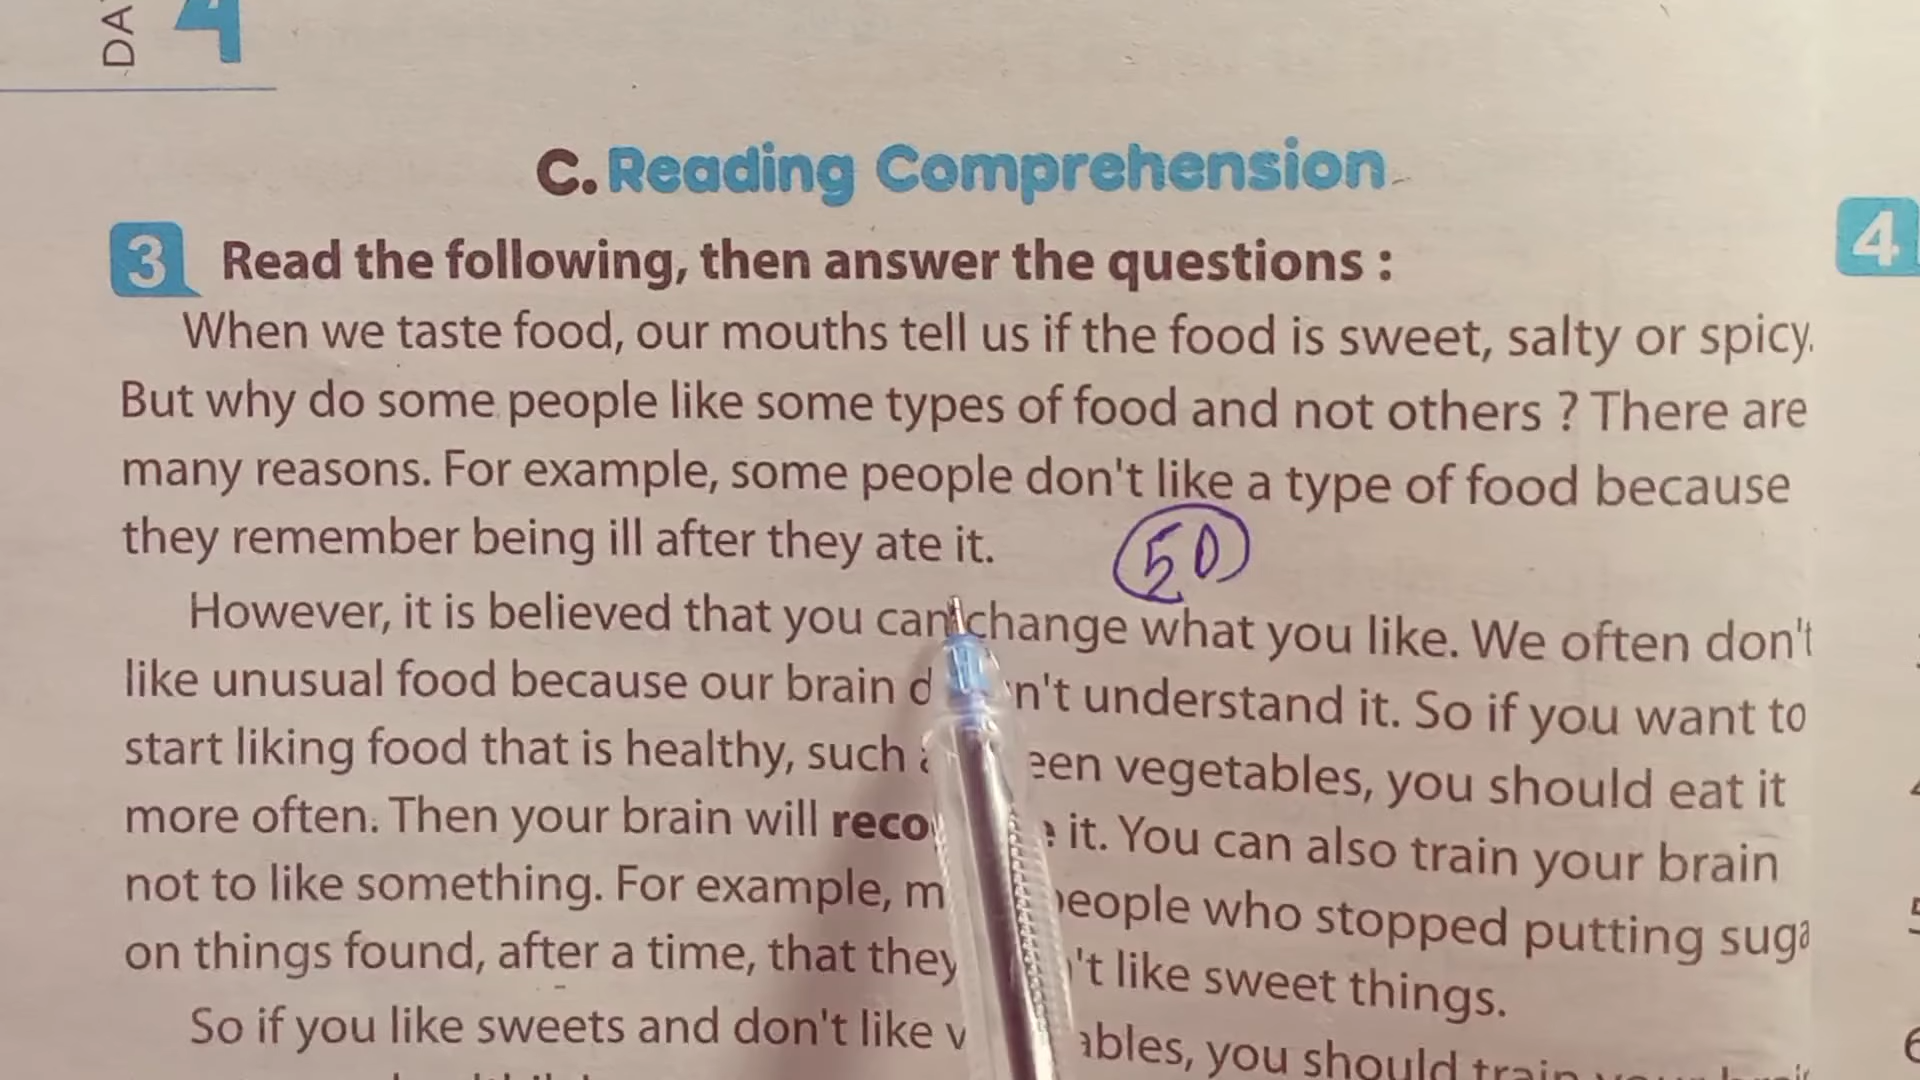 DA
4
C. Reading Comprehension
3 Read the following, then answer the questions :
4
When we taste food, our mouths tell us if the food is sweet, salty or spicy.
But why do some people like some types of food and not others ? There are
many reasons. For example, some people don't like a type of food because
they remember being ill after they ate it.
50
However, it is believed that you can change what you like. We often don't
like unusual food because our brain d n't understand it. So if you want to
start liking food that is healthy, such een vegetables, you should eat it
more often. Then your brain will reco e it. You can also train your brain
not to like something. For example, m people who stopped putting suga
on things found, after a time, that they 't like sweet things.
So if you like sweets and don't like v ables, you should train your